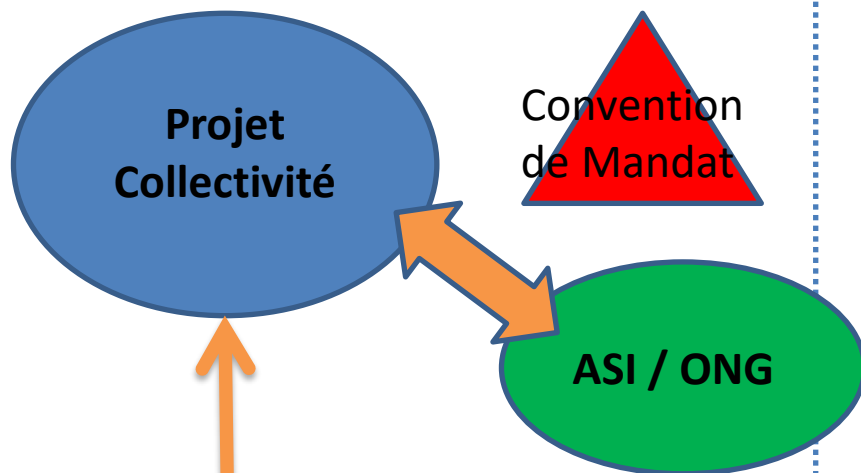 Projet
Collectivité
Convention
de Mandat
ASI / ONG